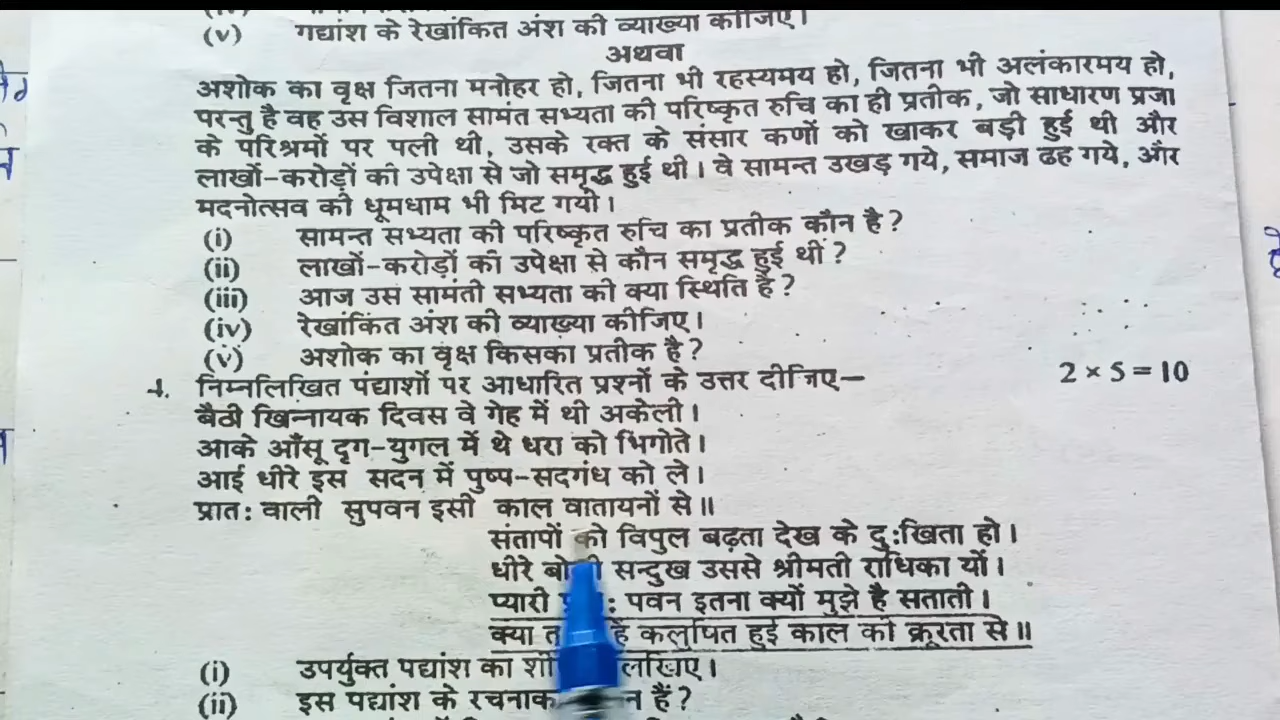 (v) गद्यांश के रेखांकित अंश की व्याख्या कीजिए।
अथवा
अशोक का वृक्ष जितना मनोहर हो, जितना भी रहस्यमय हो, जितना भी अलंकारमय हो,
परन्तु है वह उस विशाल सामंत सभ्यता की परिष्कृत रुचि का ही प्रतीक, जो साधारण प्रजा
के परिश्रमों पर पली थी, उसके रक्त के संसार कणों को खाकर बड़ी हुई थी और
लाखों-करोड़ों की उपेक्षा से जो समृद्ध हुई थी। वे सामन्त उखड़ गये, समाज ढह गये, और
मदनोत्सव की धूमधाम भी मिट गयी।
(i) सामन्त सभ्यता की परिष्कृत रुचि का प्रतीक कौन है?
(ii) लाखों-करोड़ों की उपेक्षा से कौन समृद्ध हुई थी?
(iii) आज उस सामंती सभ्यता की क्या स्थिति है?
(iv) रेखांकित अंश की व्याख्या कीजिए।
(v) अशोक का वृक्ष किसका प्रतीक है?
4. निम्नलिखित पंद्याशों पर आधारित प्रश्नों के उत्तर दीजिए— 2 × 5 = 10
बैठी खिन्नायक दिवस वे गेह में थी अकेली।
आके आँसू दृग-युगल में थे धरा को भिगोते।
आई धीरे इस सदन में पुष्प-सदगंध को ले।
प्रात: वाली सुपवन इसी काल वातायनों से॥
संतापों को विपुल बढ़ता देख के दु:खिता हो।
धीरे सन्दुख उससे श्रीमती राधिका यों।
प्यारी पवन इतना क्यों मुझे है सताती।
क्या कलुषित हुई काल की क्रूरता से॥
(i) उपर्युक्त पद्यांश का
(ii) इस पद्यांश के हैं?